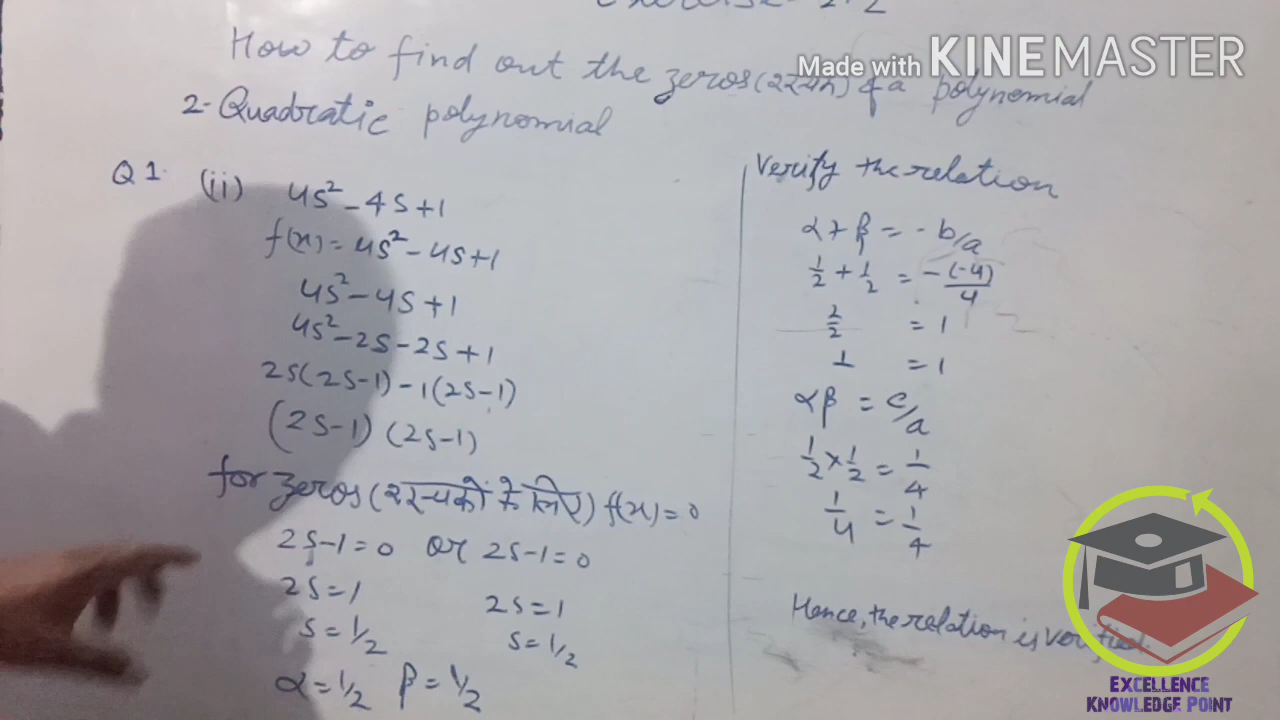 Exercise - 2.2
How to find out the zeros (शून्यक) of a polynomial
Made with KINEMASTER
2 - Quadratic polynomial
Q 1. (ii) 4s² - 4s + 1
f(x) = 4s² - 4s + 1
4s² - 4s + 1
4s² - 2s - 2s + 1
2s(2s-1) - 1(2s-1)
(2s-1) (2s-1)
for zeros (शून्यकों के लिए) f(x) = 0
2s-1=0 or 2s-1=0
2s=1 2s=1
s=1/2 s=1/2
α=1/2 β=1/2
Verify the relation
α+β = -b/a
1/2 + 1/2 = -(-4)/4
2/2 = 1
1 = 1
αβ = c/a
1/2 × 1/2 = 1/4
1/4 = 1/4
Hence, the relation is verified.
EXCELLENCE
KNOWLEDGE POINT